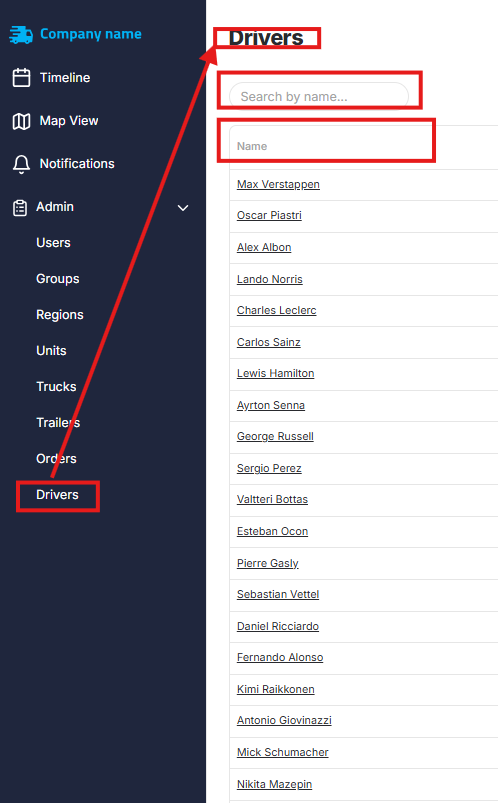 Company name
Timeline
Map View
Notifications
Admin
Users
Groups
Regions
Units
Trucks
Trailers
Orders
Drivers
Drivers
Search by name...
Name
Max Verstappen
Oscar Piastri
Alex Albon
Lando Norris
Charles Leclerc
Carlos Sainz
Lewis Hamilton
Ayrton Senna
George Russell
Sergio Perez
Valtteri Bottas
Esteban Ocon
Pierre Gasly
Sebastian Vettel
Daniel Ricciardo
Fernando Alonso
Kimi Raikkonen
Antonio Giovinazzi
Mick Schumacher
Nikita Mazepin